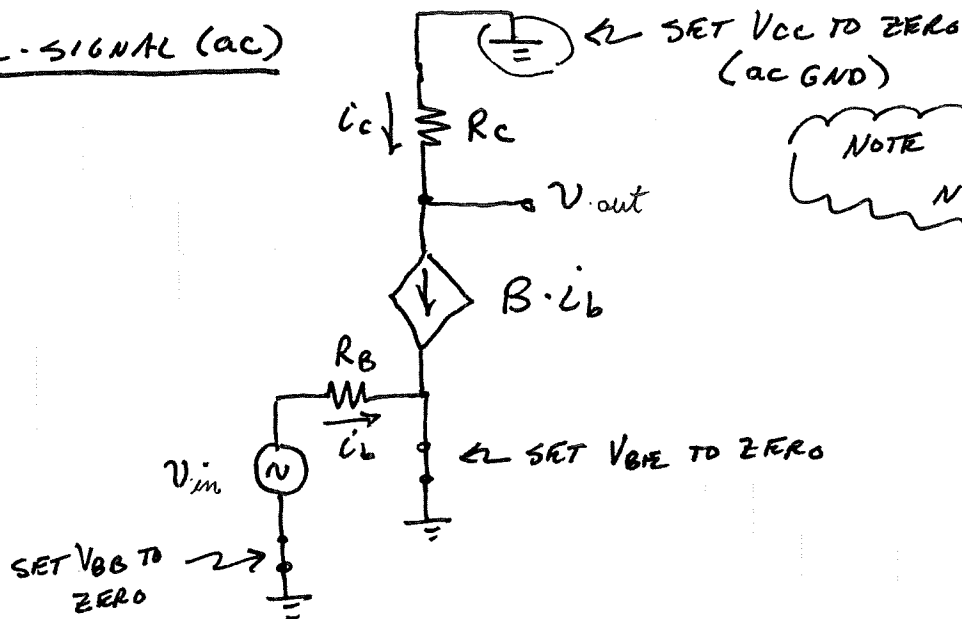 L-SIGNAL (ac)
SET VCC TO ZERO
(ac GND)
ic RC
NOTE
N
v.out
B·ib
RB
ib
SET VBE TO ZERO
vin
SET VBB TO
ZERO